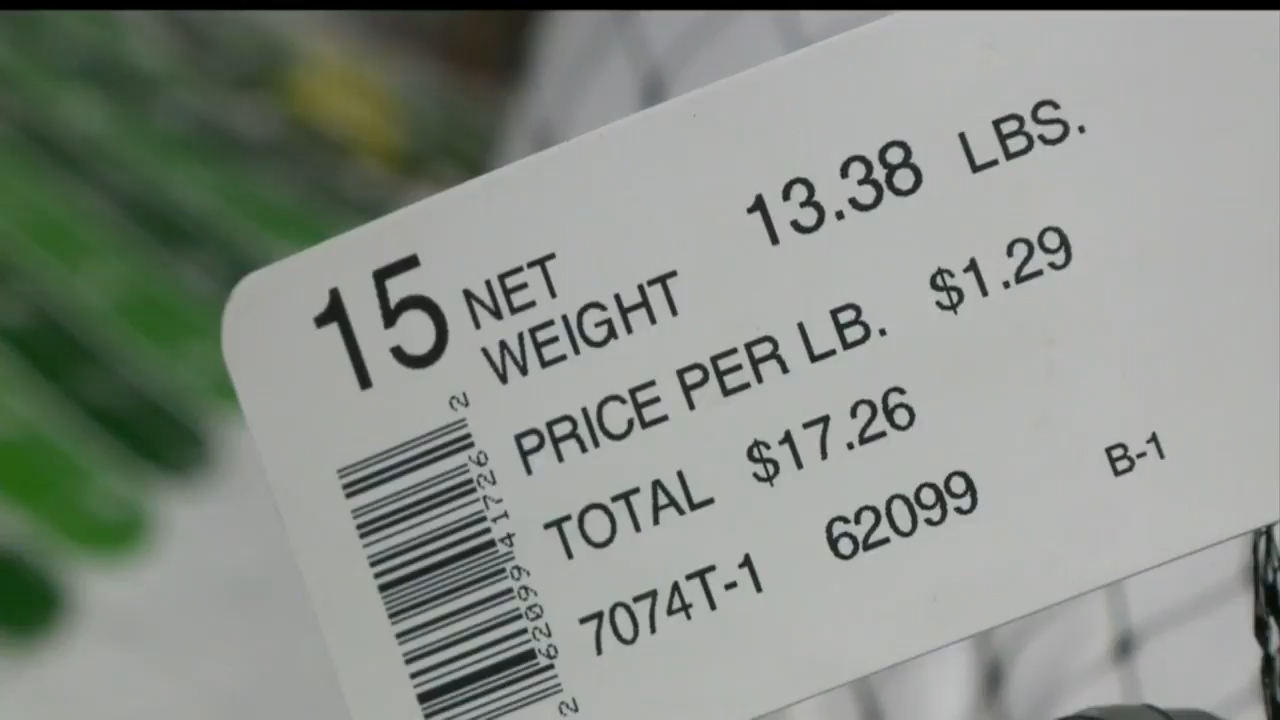 15 NET WEIGHT 13.38 LBS.
PRICE PER LB. $1.29
TOTAL $17.26
7074T-1 62099 B-1
2 62099 41726 2